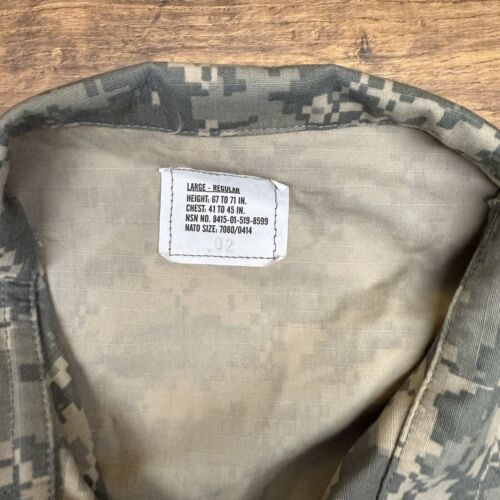 LARGE - REGULAR
HEIGHT: 67 TO 71 IN.
CHEST: 41 TO 45 IN.
NSN NO. 8415-01-519-8599
NATO SIZE: 7080/0414
02